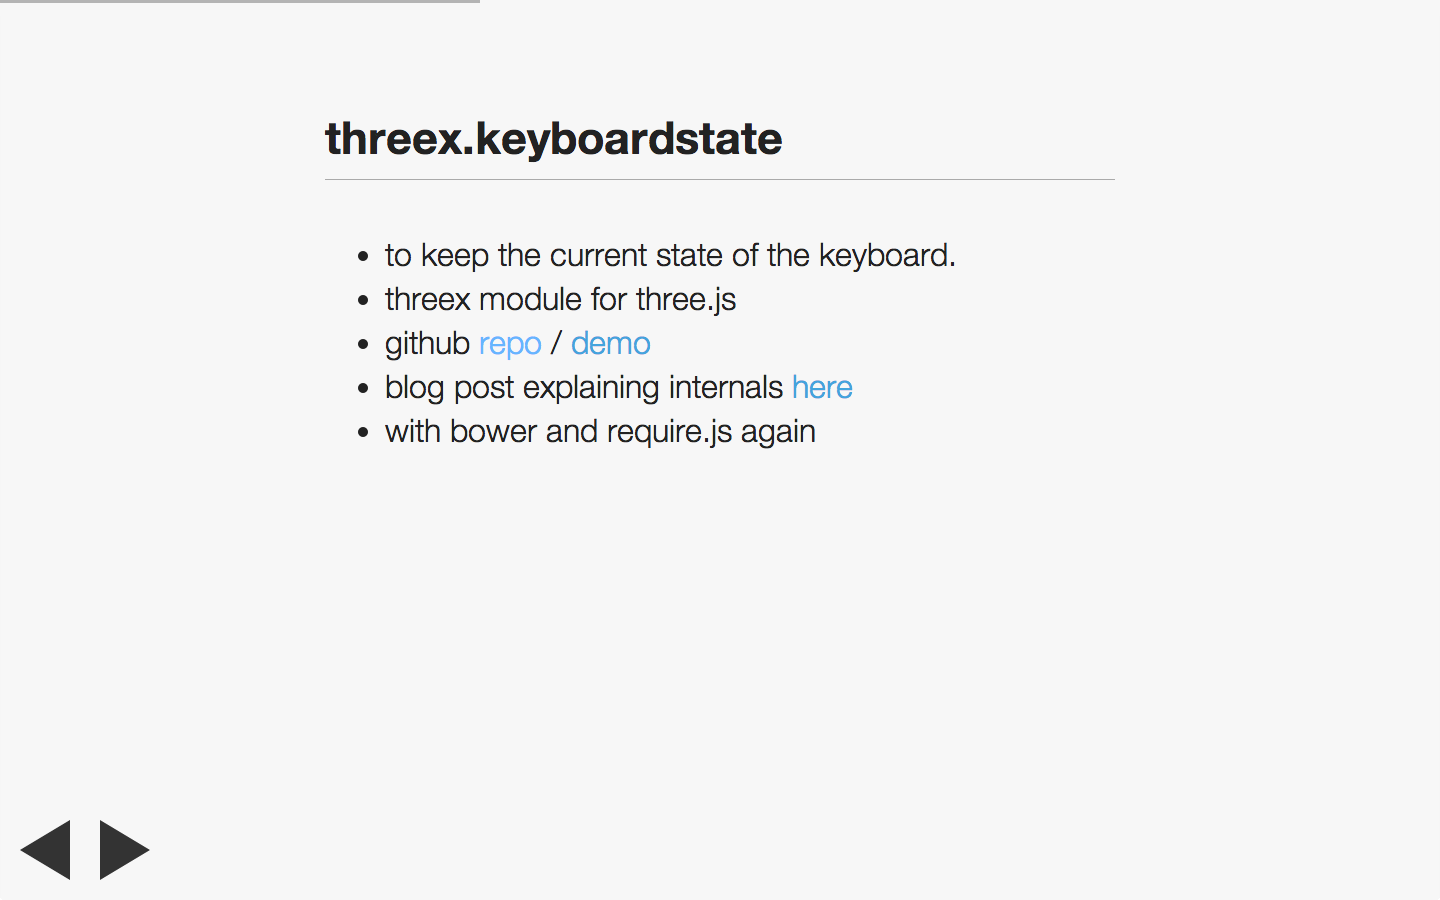 threex.keyboardstate
to keep the current state of the keyboard.
threex module for three.js
github repo / demo
blog post explaining internals here
with bower and require.js again